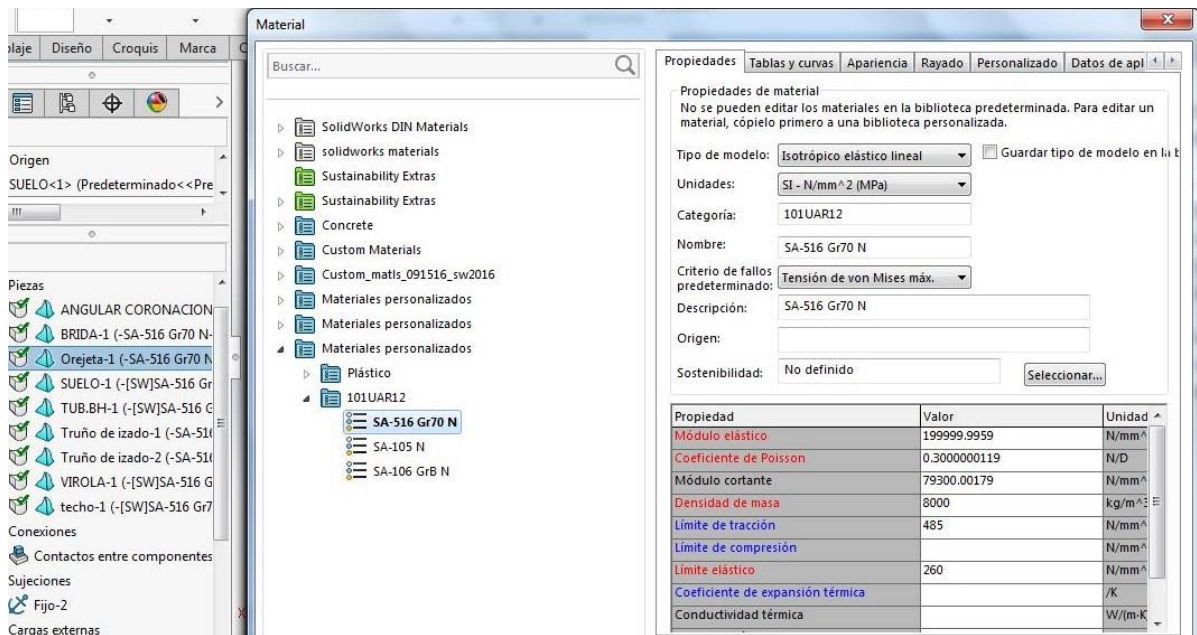 Material
laje Diseño Croquis Marca
Origen
SUELO<1> (Predeterminado<<Pre
Piezas
ANGULAR CORONACION
BRIDA-1 (-SA-516 Gr70 N-
Orejeta-1 (-SA-516 Gr70 N
SUELO-1 (-[SW]SA-516 Gr
TUB.BH-1 (-[SW]SA-516 G
Truño de izado-1 (-SA-516
Truño de izado-2 (-SA-516
VIROLA-1 (-[SW]SA-516 G
techo-1 (-[SW]SA-516 Gr7
Conexiones
Contactos entre componentes
Sujeciones
Fijo-2
Cargas externas
Buscar...
SolidWorks DIN Materials
solidworks materials
Sustainability Extras
Sustainability Extras
Concrete
Custom Materials
Custom_matls_091516_sw2016
Materiales personalizados
Materiales personalizados
Materiales personalizados
Plástico
101UAR12
SA-516 Gr70 N
SA-105 N
SA-106 GrB N
Propiedades Tablas y curvas Apariencia Rayado Personalizado Datos de apl
Propiedades de material
No se pueden editar los materiales en la biblioteca predeterminada. Para editar un
material, cópielo primero a una biblioteca personalizada.
Tipo de modelo: Isotrópico elástico lineal Guardar tipo de modelo en la b
Unidades: SI - N/mm^2 (MPa)
Categoría: 101UAR12
Nombre: SA-516 Gr70 N
Criterio de fallos
predeterminado: Tensión de von Mises máx.
Descripción: SA-516 Gr70 N
Origen:
Sostenibilidad: No definido Seleccionar...
Propiedad Valor Unidad
Módulo elástico 199999.9959 N/mm^
Coeficiente de Poisson 0.3000000119 N/D
Módulo cortante 79300.00179 N/mm^
Densidad de masa 8000 kg/m^3
Límite de tracción 485 N/mm^
Límite de compresión N/mm^
Límite elástico 260 N/mm^
Coeficiente de expansión térmica /K
Conductividad térmica W/(m·K